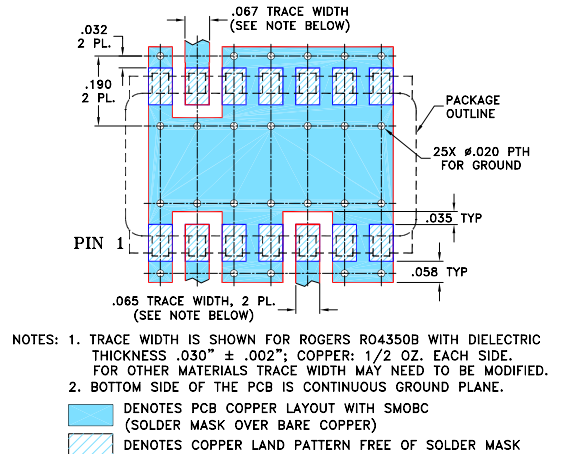 .067 TRACE WIDTH
(SEE NOTE BELOW)
.032
2 PL.
.190
2 PL.
PACKAGE
OUTLINE
25X ø.020 PTH
FOR GROUND
.035 TYP
PIN 1
.058 TYP
.065 TRACE WIDTH, 2 PL.
(SEE NOTE BELOW)
NOTES: 1. TRACE WIDTH IS SHOWN FOR ROGERS RO4350B WITH DIELECTRIC
THICKNESS .030" ± .002"; COPPER: 1/2 OZ. EACH SIDE.
FOR OTHER MATERIALS TRACE WIDTH MAY NEED TO BE MODIFIED.
2. BOTTOM SIDE OF THE PCB IS CONTINUOUS GROUND PLANE.
DENOTES PCB COPPER LAYOUT WITH SMOBC
(SOLDER MASK OVER BARE COPPER)
DENOTES COPPER LAND PATTERN FREE OF SOLDER MASK